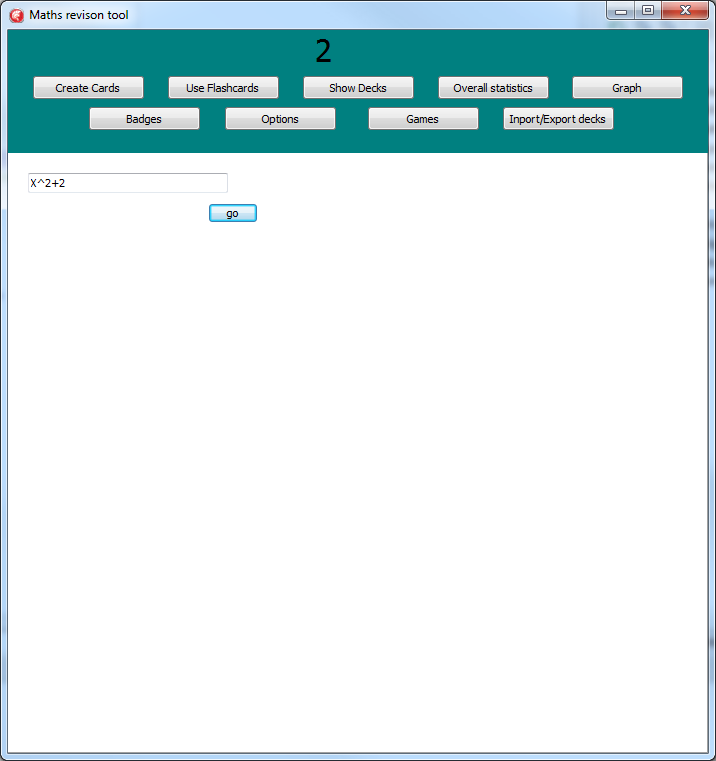 Maths revison tool
2
Create Cards Use Flashcards Show Decks Overall statistics Graph
Badges Options Games Inport/Export decks
X^2+2
go